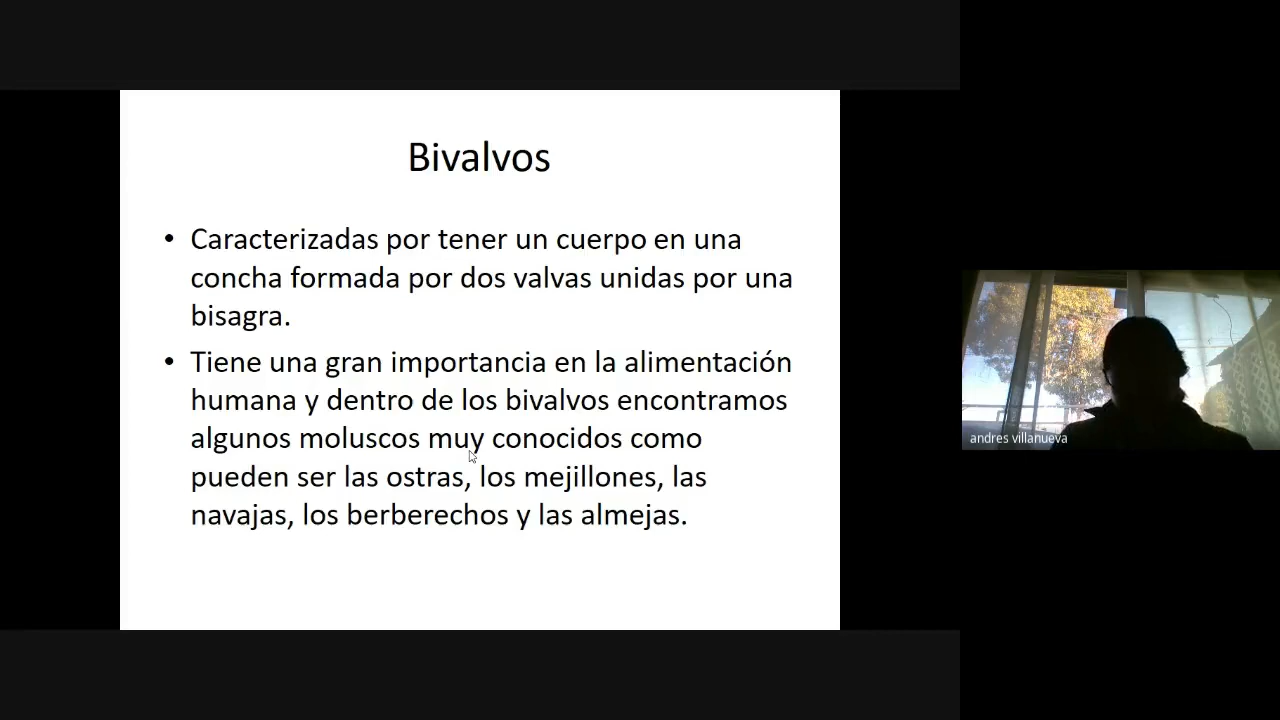 Bivalvos
• Caracterizadas por tener un cuerpo en una
concha formada por dos valvas unidas por una
bisagra.
• Tiene una gran importancia en la alimentación
humana y dentro de los bivalvos encontramos
algunos moluscos muy conocidos como
pueden ser las ostras, los mejillones, las
navajas, los berberechos y las almejas.
andres villanueva